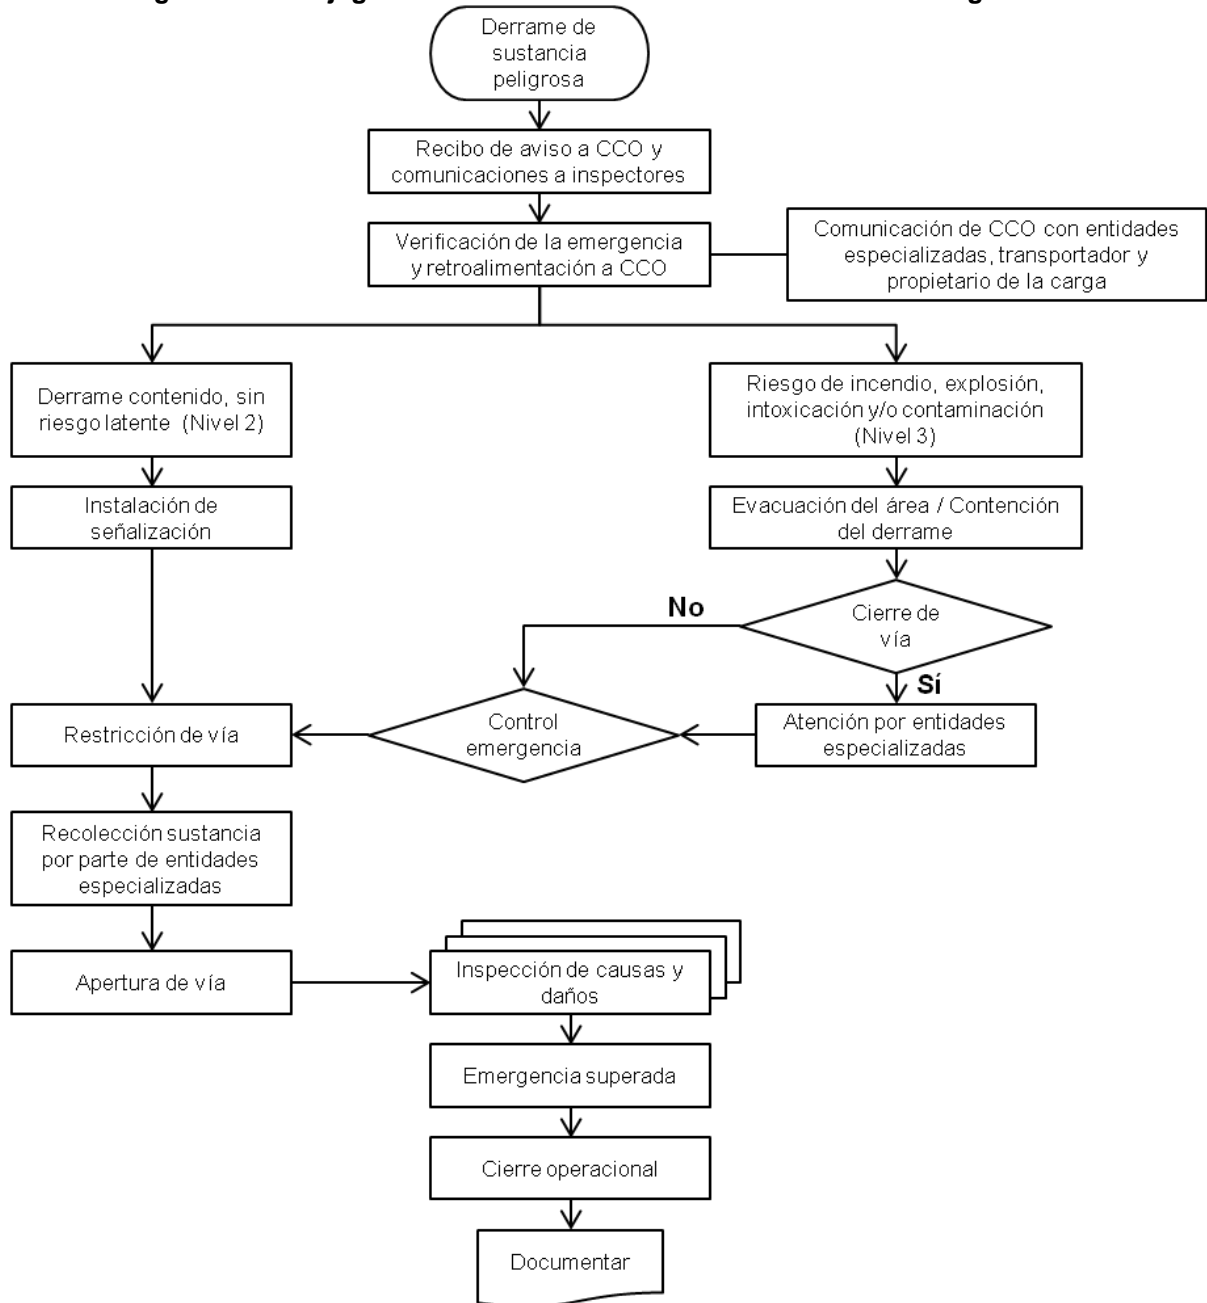 Derrame de
sustancia
peligrosa
Recibo de aviso a CCO y
comunicaciones a inspectores
Verificación de la emergencia
y retroalimentación a CCO
Comunicación de CCO con entidades
especializadas, transportador y
propietario de la carga
Derrame contenido, sin
riesgo latente (Nivel 2)
Riesgo de incendio, explosión,
intoxicación y/o contaminación
(Nivel 3)
Instalación de
señalización
Evacuación del área / Contención
del derrame
No
Cierre de
vía
Sí
Restricción de vía
Control
emergencia
Atención por entidades
especializadas
Recolección sustancia
por parte de entidades
especializadas
Apertura de vía
Inspección de causas y
daños
Emergencia superada
Cierre operacional
Documentar